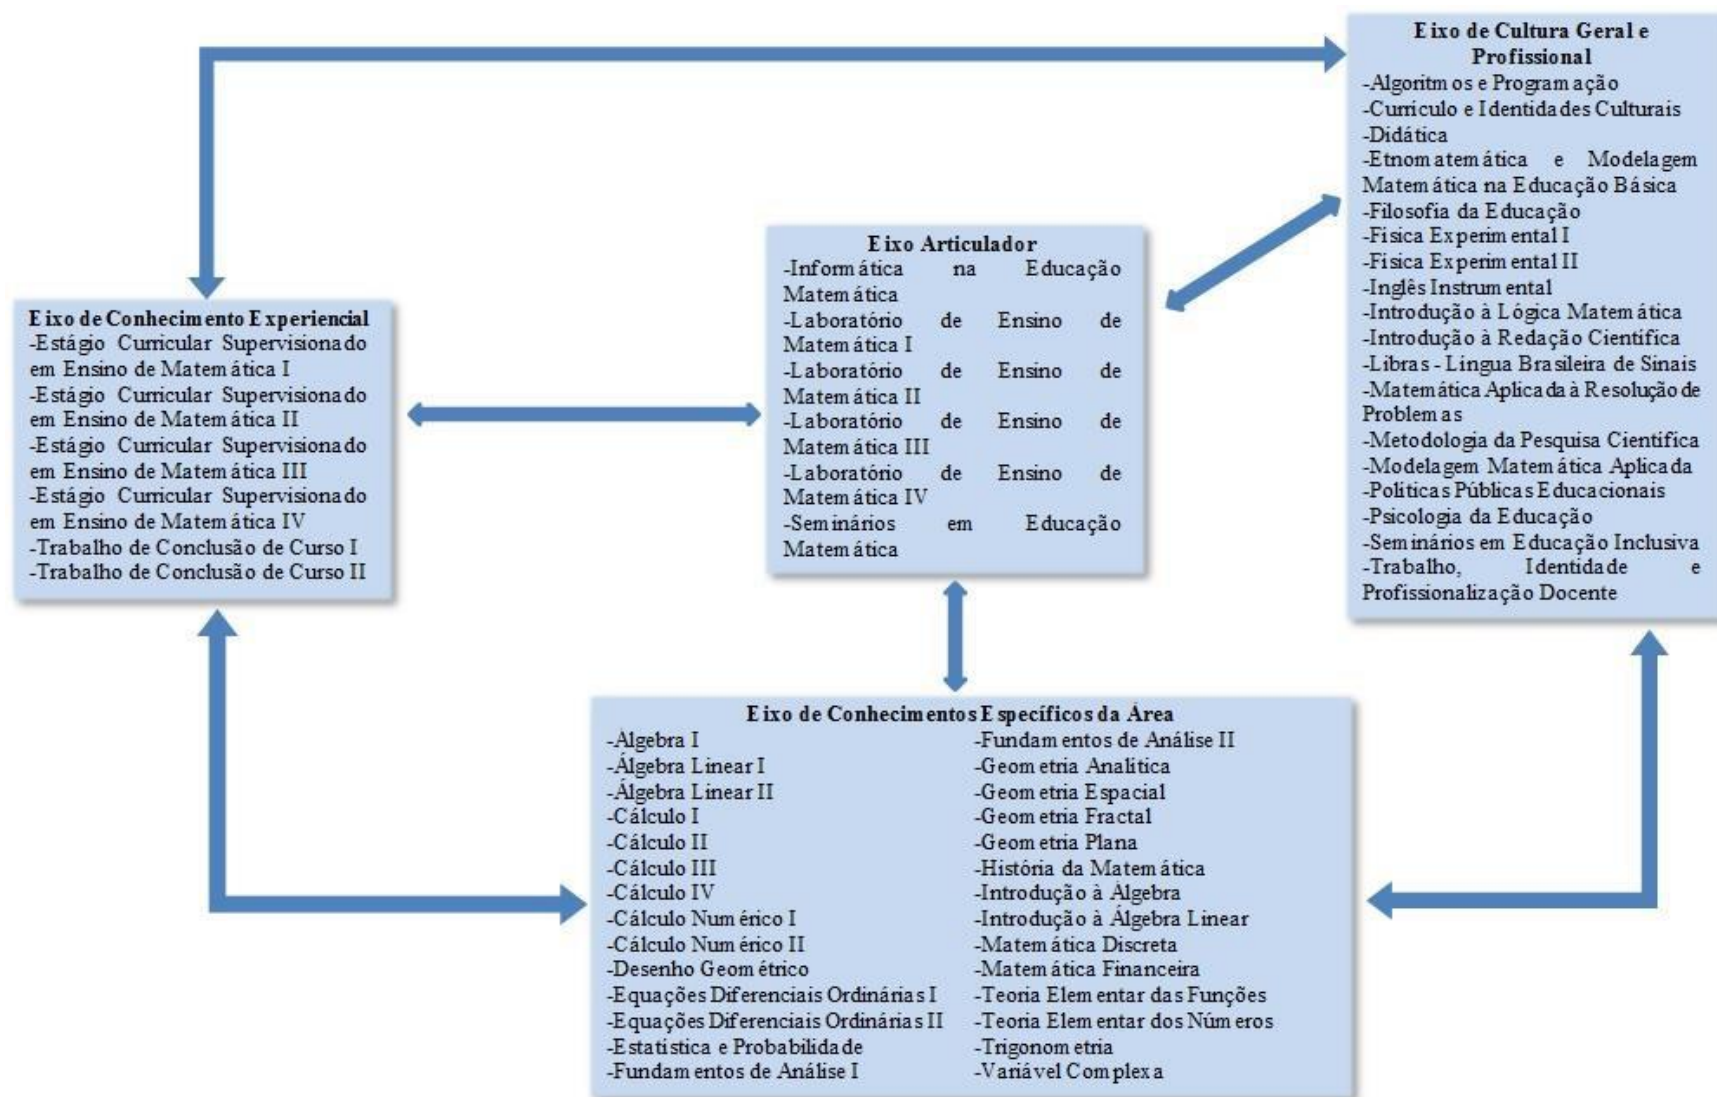 Eixo de Cultura Geral e
Profissional
-Algoritmos e Programação
-Currículo e Identidades Culturais
-Didática
-Etnomatemática e Modelagem
Matemática na Educação Básica
-Filosofia da Educação
-Física Experimental I
-Física Experimental II
-Inglês Instrumental
-Introdução à Lógica Matemática
-Introdução à Redação Científica
-Libras - Língua Brasileira de Sinais
-Matemática Aplicada à Resolução de
Problemas
-Metodologia da Pesquisa Científica
-Modelagem Matemática Aplicada
-Políticas Públicas Educacionais
-Psicologia da Educação
-Seminários em Educação Inclusiva
-Trabalho, Identidade e
Profissionalização Docente
Eixo Articulador
-Informática na Educação
Matemática
-Laboratório de Ensino de
Matemática I
-Laboratório de Ensino de
Matemática II
-Laboratório de Ensino de
Matemática III
-Laboratório de Ensino de
Matemática IV
-Seminários em Educação
Matemática
Eixo de Conhecimento Experiencial
-Estágio Curricular Supervisionado
em Ensino de Matemática I
-Estágio Curricular Supervisionado
em Ensino de Matemática II
-Estágio Curricular Supervisionado
em Ensino de Matemática III
-Estágio Curricular Supervisionado
em Ensino de Matemática IV
-Trabalho de Conclusão de Curso I
-Trabalho de Conclusão de Curso II
Eixo de Conhecimentos Específicos da Área
-Álgebra I
-Álgebra Linear I
-Álgebra Linear II
-Cálculo I
-Cálculo II
-Cálculo III
-Cálculo IV
-Cálculo Numérico I
-Cálculo Numérico II
-Desenho Geométrico
-Equações Diferenciais Ordinárias I
-Equações Diferenciais Ordinárias II
-Estatística e Probabilidade
-Fundamentos de Análise I
-Fundamentos de Análise II
-Geometria Analítica
-Geometria Espacial
-Geometria Fractal
-Geometria Plana
-História da Matemática
-Introdução à Álgebra
-Introdução à Álgebra Linear
-Matemática Discreta
-Matemática Financeira
-Teoria Elementar das Funções
-Teoria Elementar dos Números
-Trigonometria
-Variável Complexa